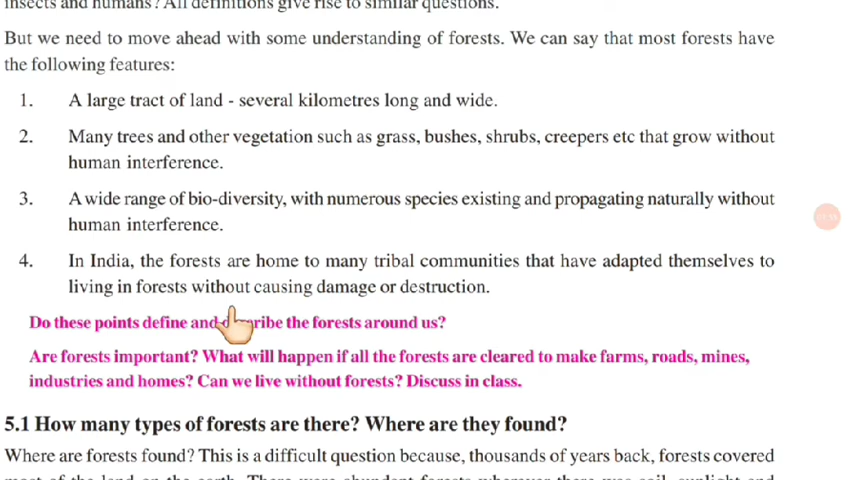 insects and humans? All definitions give rise to similar questions.
But we need to move ahead with some understanding of forests. We can say that most forests have
the following features:
1. A large tract of land - several kilometres long and wide.
2. Many trees and other vegetation such as grass, bushes, shrubs, creepers etc that grow without
human interference.
3. A wide range of bio-diversity, with numerous species existing and propagating naturally without
human interference.
4. In India, the forests are home to many tribal communities that have adapted themselves to
living in forests without causing damage or destruction.
Do these points define and the forests around us?
Are forests important? What will happen if all the forests are cleared to make farms, roads, mines,
industries and homes? Can we live without forests? Discuss in class.
5.1 How many types of forests are there? Where are they found?
Where are forests found? This is a difficult question because, thousands of years back, forests covered